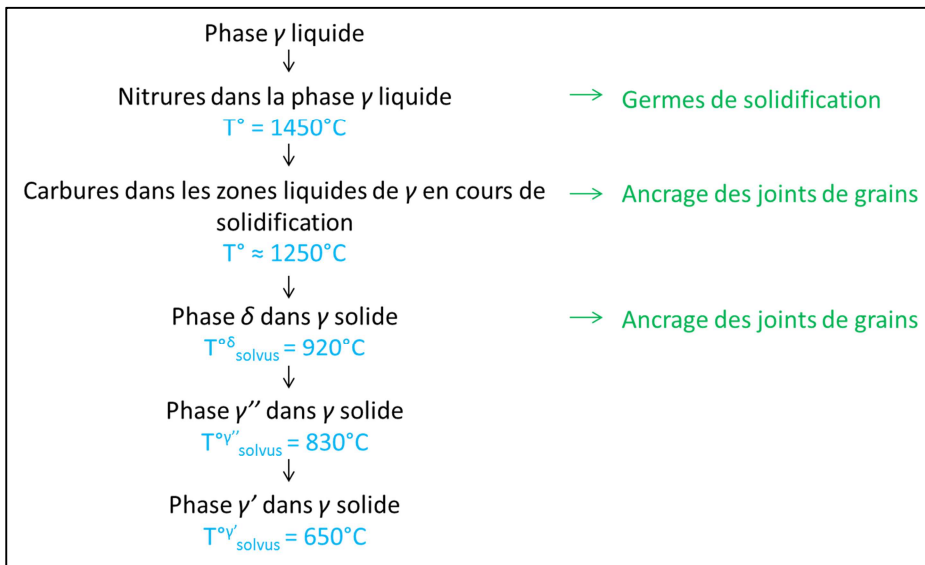 Phase γ liquide
↓
Nitrures dans la phase γ liquide → Germes de solidification
T° = 1450°C
↓
Carbures dans les zones liquides de γ en cours de → Ancrage des joints de grains
solidification
T° ≈ 1250°C
↓
Phase δ dans γ solide → Ancrage des joints de grains
T°δsolvus = 920°C
↓
Phase γ’’ dans γ solide
T°γ’’solvus = 830°C
↓
Phase γ’ dans γ solide
T°γ’solvus = 650°C